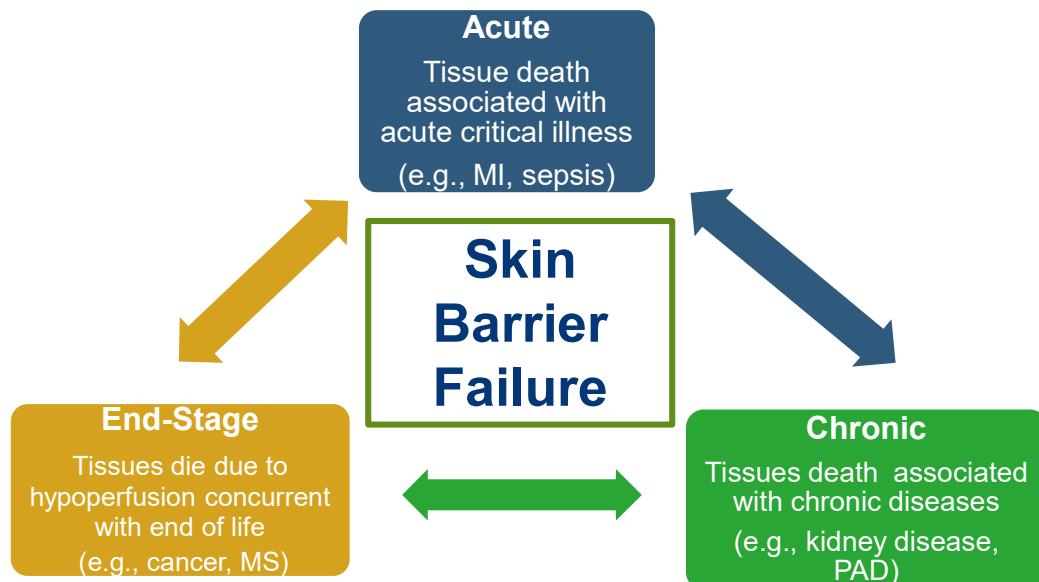 Acute
Tissue death
associated with
acute critical illness
(e.g., MI, sepsis)
Skin
Barrier
Failure
End-Stage
Tissues die due to
hypoperfusion concurrent
with end of life
(e.g., cancer, MS)
Chronic
Tissues death associated
with chronic diseases
(e.g., kidney disease,
PAD)